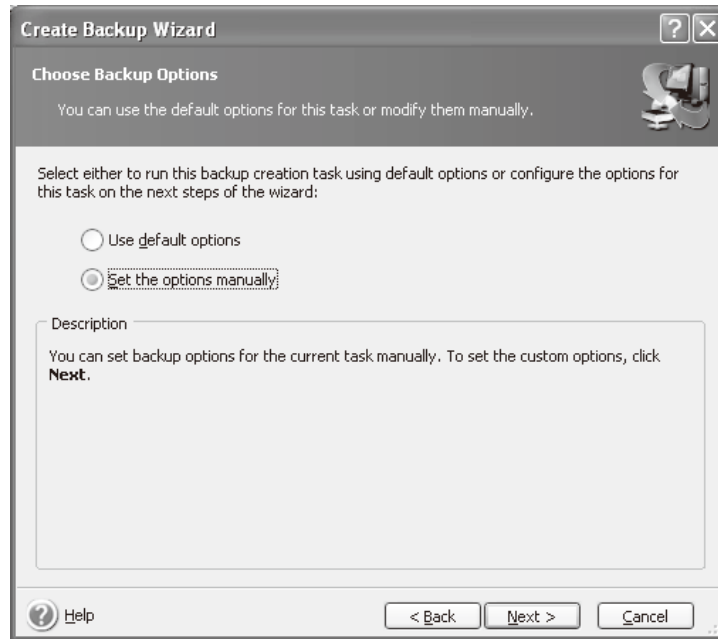 Create Backup Wizard
Choose Backup Options
You can use the default options for this task or modify them manually.
Select either to run this backup creation task using default options or configure the options for
this task on the next steps of the wizard:
Use default options
Set the options manually
Description
You can set backup options for the current task manually. To set the custom options, click
Next.
Help
< Back
Next >
Cancel